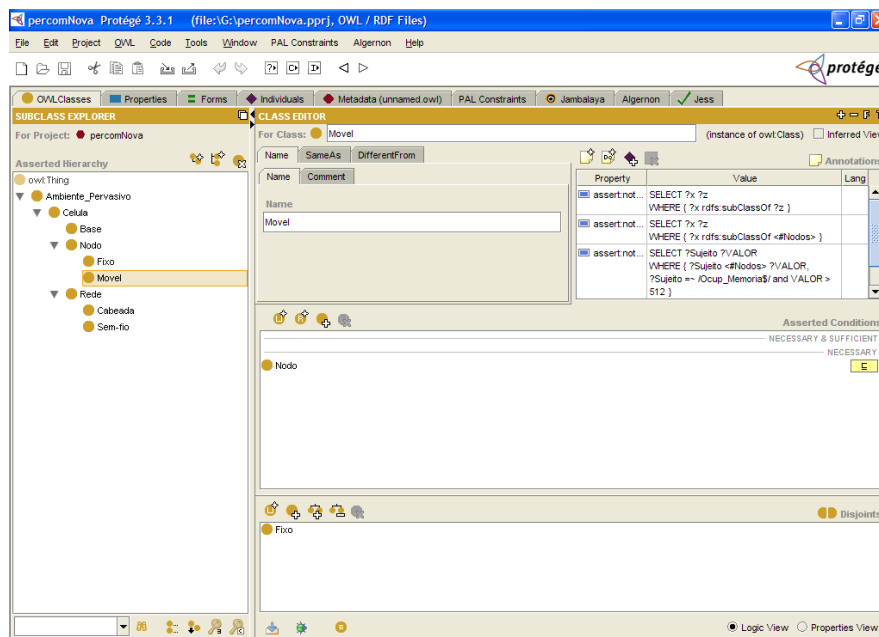 percomNova Protégé 3.3.1 (file:\G:\percomNova.pprj, OWL / RDF Files)
File Edit Project OWL Code Tools Window PAL Constraints Algernon Help
protégé
OWLClasses Properties Forms Individuals Metadata (unnamed.owl) PAL Constraints Jambalaya Algernon Jess
SUBCLASS EXPLORER
For Project: percomNova
Asserted Hierarchy
owl:Thing
Ambiente_Pervasivo
Celula
Base
Nodo
Fixo
Movel
Rede
Cabeada
Sem-fio
CLASS EDITOR
For Class: Movel (instance of owl:Class) Inferred View
Name SameAs DifferentFrom
Name Comment
Name
Movel
Annotations
Property Value Lang
assert:not... SELECT ?x ?z
WHERE { ?x rdfs:subClassOf ?z }
assert:not... SELECT ?x ?z
WHERE { ?x rdfs:subClassOf <#Nodos> }
assert:not... SELECT ?Sujeito ?VALOR
WHERE { ?Sujeito <#Nodos> ?VALOR,
?Sujeito =~ /Ocup_Memoria$/ and VALOR >
512 }
Asserted Conditions
NECESSARY & SUFFICIENT
NECESSARY
Nodo
Disjoints
Fixo
Logic View Properties View